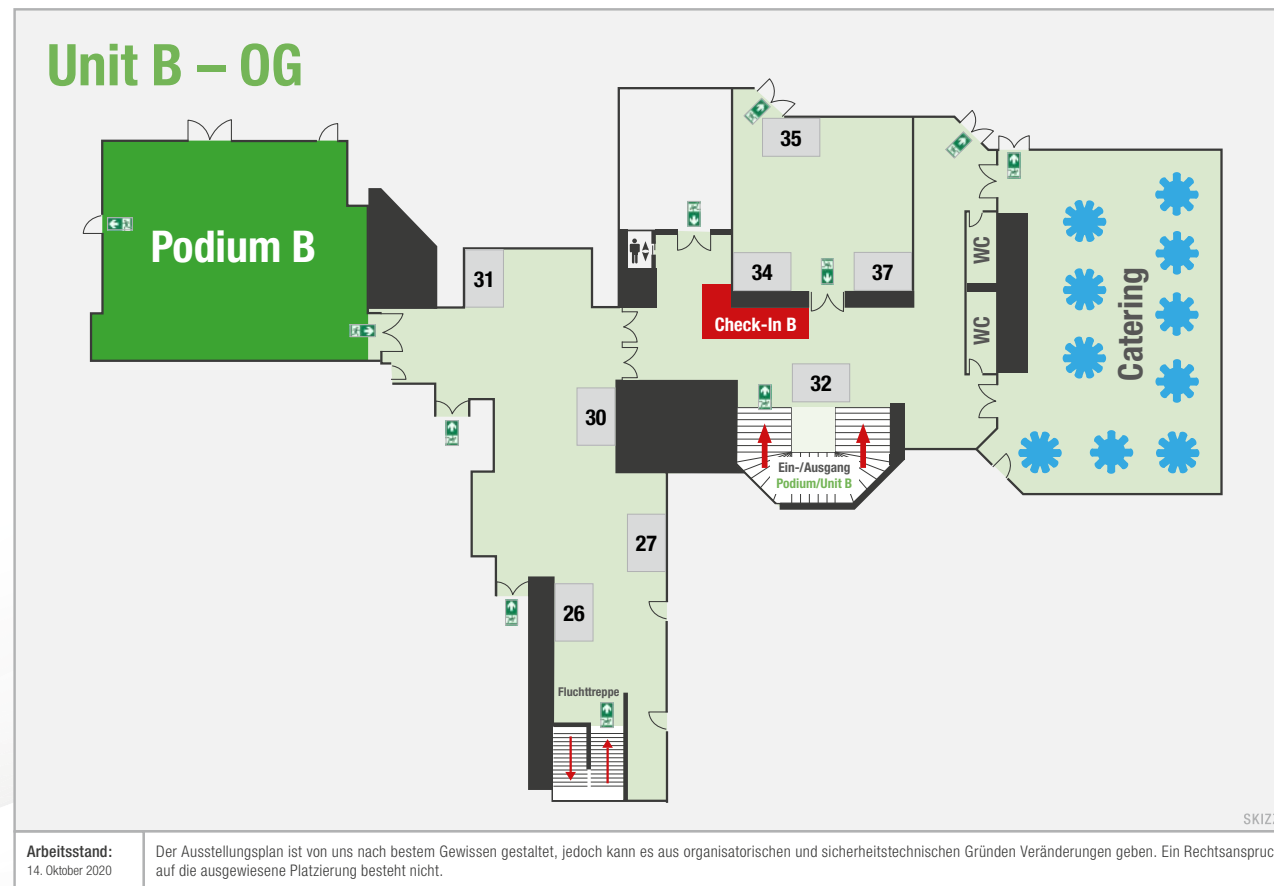 Unit B – OG
35
Podium B
31
34
37
WC
Check-In B
WC
Catering
32
30
Ein-/Ausgang
Podium/Unit B
27
26
Fluchttreppe
SKIZZ
Arbeitsstand:
14. Oktober 2020
Der Ausstellungsplan ist von uns nach bestem Gewissen gestaltet, jedoch kann es aus organisatorischen und sicherheitstechnischen Gründen Veränderungen geben. Ein Rechtsanspruc
auf die ausgewiesene Platzierung besteht nicht.